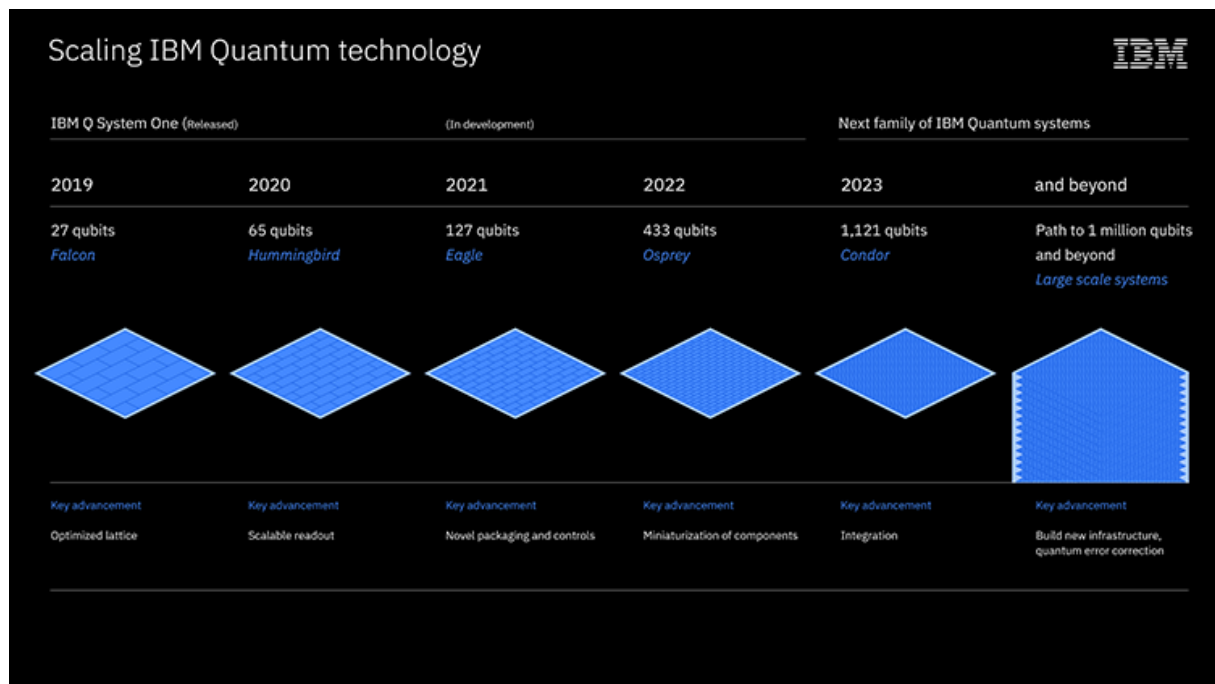 Scaling IBM Quantum technology
IBM
IBM Q System One (Released)
(In development)
Next family of IBM Quantum systems
2019
2020
2021
2022
2023
and beyond
27 qubits
Falcon
65 qubits
Hummingbird
127 qubits
Eagle
433 qubits
Osprey
1,121 qubits
Condor
Path to 1 million qubits
and beyond
Large scale systems
Key advancement
Optimized lattice
Key advancement
Scalable readout
Key advancement
Novel packaging and controls
Key advancement
Miniaturization of components
Key advancement
Integration
Key advancement
Build new infrastructure,
quantum error correction